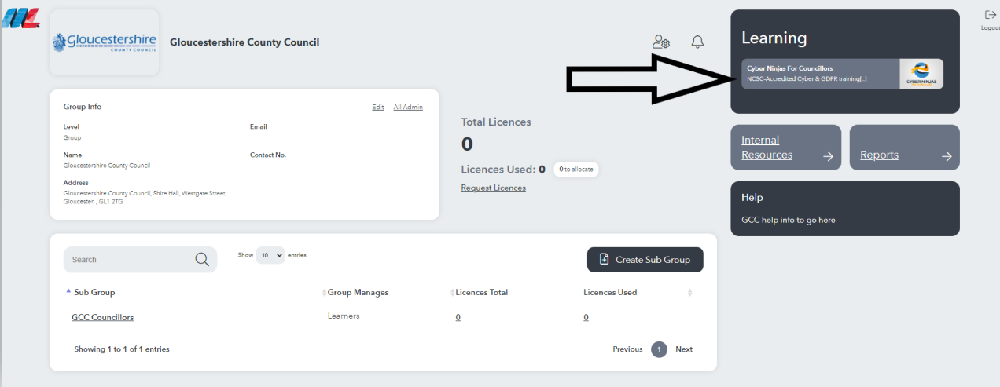 Gloucestershire
COUNTY COUNCIL
Gloucestershire County Council
Learning
Cyber Ninjas For Councillors
NCSC-Accredited Cyber & GDPR training[..]
CYBER NINJAS
Logout
Group Info
Edit
All Admin
Level
Group
Email
Name
Gloucestershire County Council
Contact No.
Address
Gloucestershire County Council, Shire Hall, Westgate Street,
Gloucester, , GL1 2TG
Total Licences
0
Licences Used: 0
0 to allocate
Request Licences
Internal
Resources
Reports
Help
GCC help info to go here
Search
Show 10 entries
Create Sub Group
Sub Group
Group Manages
Licences Total
Licences Used
GCC Councillors
Learners
0
0
Showing 1 to 1 of 1 entries
Previous 1 Next